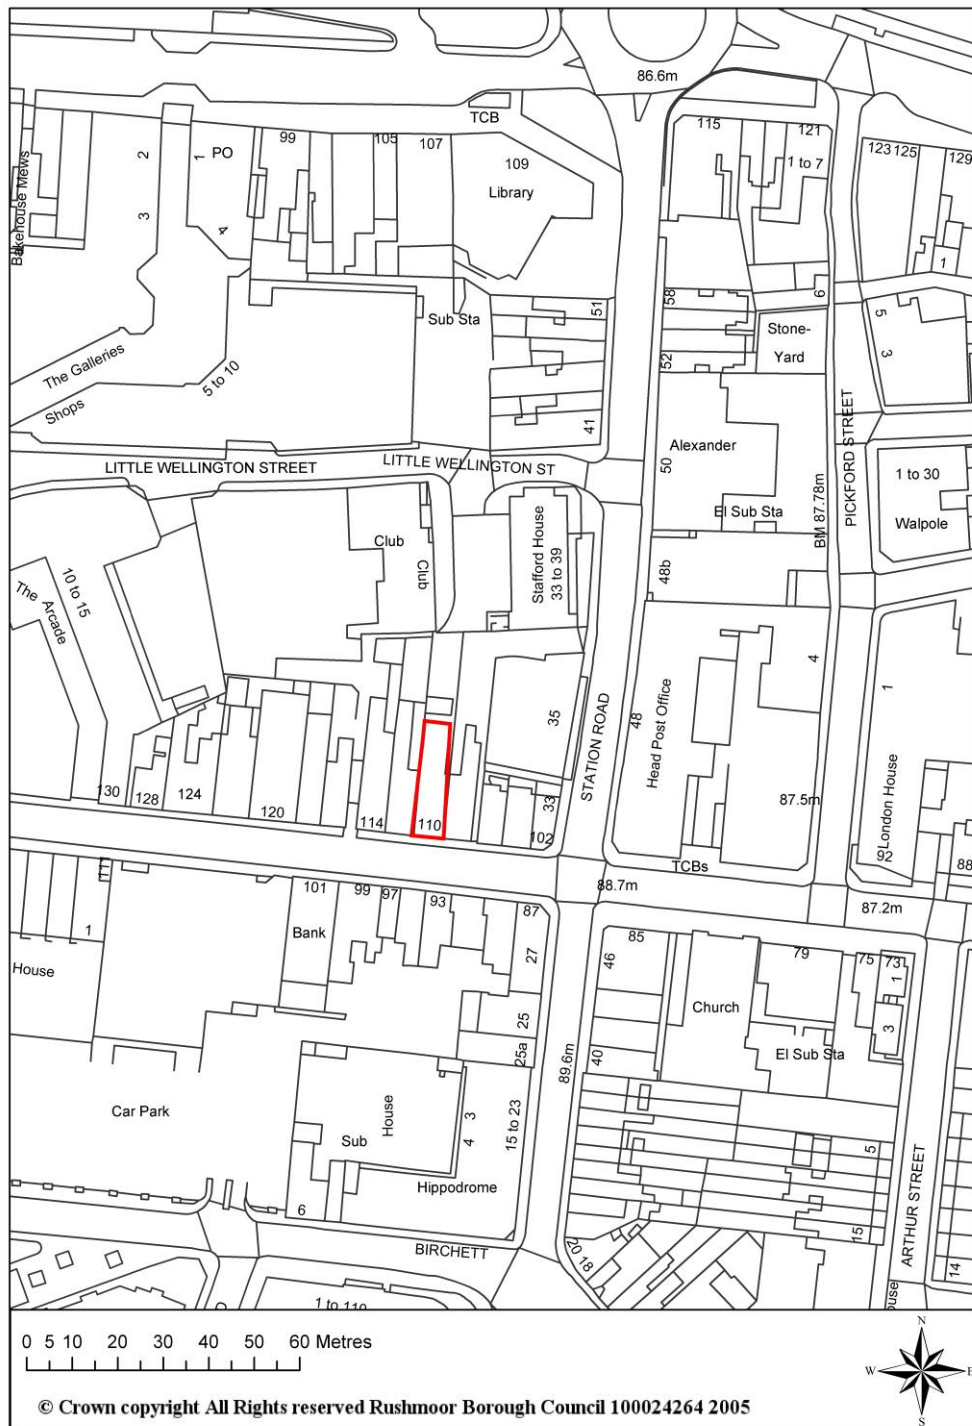 86.6m
TCB
115
121
1 to 7
123 125
129
Bakehouse Mews
2
3
1
PO
4
99
105
107
109
Library
1
6
58
52
Stone-
Yard
5
3
51
41
Sub Sta
The Galleries
Shops
5 to 10
LITTLE WELLINGTON STREET
LITTLE WELLINGTON ST
Alexander
50
El Sub Sta
BM 87.78m
PICKFORD STREET
1 to 30
Walpole
Club
Club
Stafford House
33 to 39
48b
The Arcade
10 to 15
4
1
35
STATION ROAD
48
Head Post Office
London House
130
128
124
120
114
110
33
102
87.5m
TCBs
92
88
88.7m
87.2m
111
101
99
97
93
87
27
Bank
1
House
85
46
79
75
73
1
Church
25
25a
40
89.6m
El Sub Sta
3
Car Park
House
Sub
3
4
15 to 23
Hippodrome
6
5
15
ARTHUR STREET
BIRCHETT
20 18
14
1 to 110
0 5 10 20 30 40 50 60 Metres
N
W E
S
© Crown copyright All Rights reserved Rushmoor Borough Council 100024264 2005